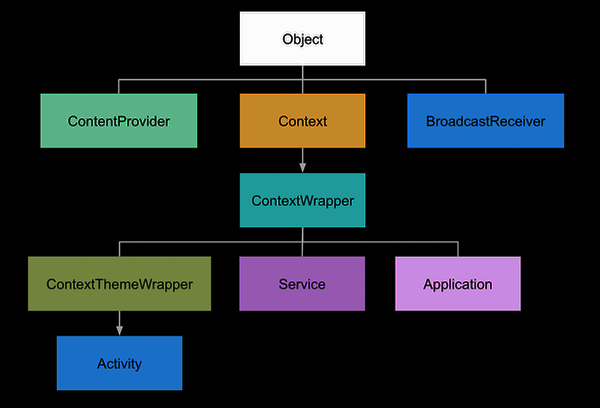 Object
ContentProvider
Context
BroadcastReceiver
ContextWrapper
ContextThemeWrapper
Service
Application
Activity